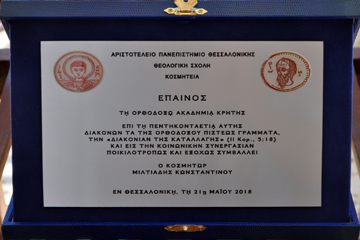 ΑΡΙΣΤΟΤΕΛΕΙΟ ΠΑΝΕΠΙΣΤΗΜΙΟ ΘΕΣΣΑΛΟΝΙΚΗΣ
ΘΕΟΛΟΓΙΚΗ ΣΧΟΛΗ
ΚΟΣΜΗΤΕΙΑ
ΕΠΑΙΝΟΣ
ΤΗ ΟΡΘΟΔΟΞΩ ΑΚΑΔΗΜΙΑ ΚΡΗΤΗΣ
ΕΠΙ ΤΗ ΠΕΝΤΗΚΟΝΤΑΕΤΙΑ ΑΥΤΗΣ
ΔΙΑΚΟΝΩΝ ΤΑ ΤΗΣ ΟΡΘΟΔΟΞΟΥ ΠΙΣΤΕΩΣ ΓΡΑΜΜΑΤΑ,
ΤΗΝ «ΔΙΑΚΟΝΙΑΝ ΤΗΣ ΚΑΤΑΛΛΑΓΗΣ» (ΙΙ Κορ., 5:18)
ΚΑΙ ΕΙΣ ΤΗΝ ΚΟΙΝΩΝΙΚΗΝ ΣΥΝΕΡΓΑΣΙΑΝ
ΠΟΙΚΙΛΟΤΡΟΠΩΣ ΚΑΙ ΕΞΟΧΩΣ ΣΥΜΒΑΛΛΕΙ
Ο ΚΟΣΜΗΤΩΡ
ΜΙΛΤΙΑΔΗΣ ΚΩΝΣΤΑΝΤΙΝΟΥ
ΕΝ ΘΕΣΣΑΛΟΝΙΚΗ, ΤΗ 21η ΜΑΪΟΥ 2018